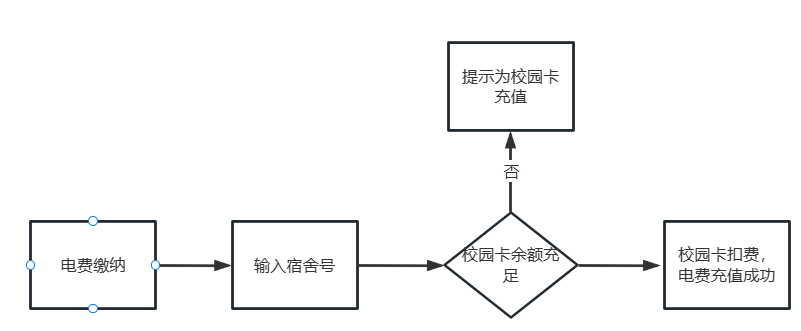 提示为校园卡
充值
否
电费缴纳
输入宿舍号
校园卡余额充
足
校园卡扣费，
电费充值成功